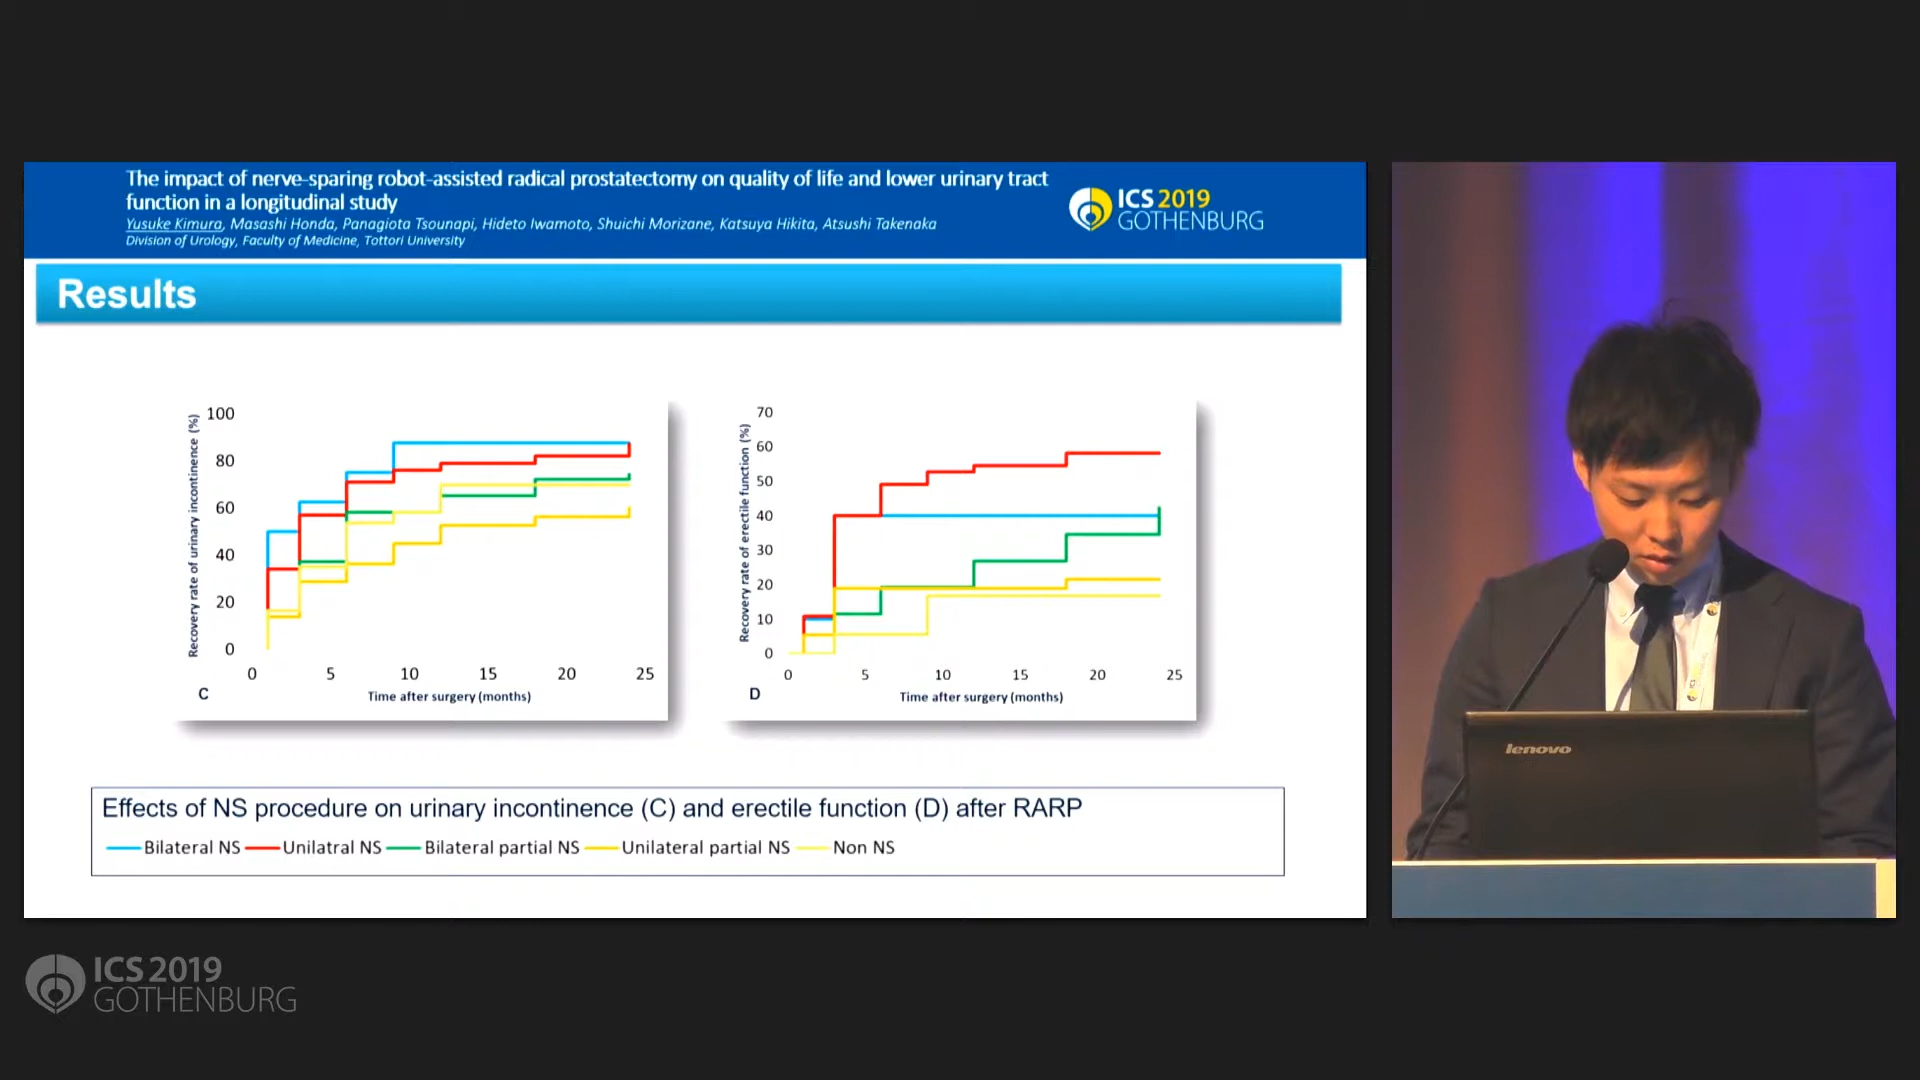 The impact of nerve-sparing robot-assisted radical prostatectomy on quality of life and lower urinary tract
function in a longitudinal study
Yusuke Kimura, Masashi Honda, Panagiota Tsounapi, Hideto Iwamoto, Shuichi Morizane, Katsuya Hikita, Atsushi Takenaka
Division of Urology, Faculty of Medicine, Tottori University
ICS 2019
GOTHENBURG
Results
Recovery rate of urinary incontinence (%)
100
80
60
40
20
0
0 5 10 15 20 25
C
Time after surgery (months)
Recovery rate of erectile function (%)
70
60
50
40
30
20
10
0
0 5 10 15 20 25
D
Time after surgery (months)
Effects of NS procedure on urinary incontinence (C) and erectile function (D) after RARP
Bilateral NS Unilatral NS Bilateral partial NS Unilateral partial NS Non NS
lenovo
ICS 2019
GOTHENBURG